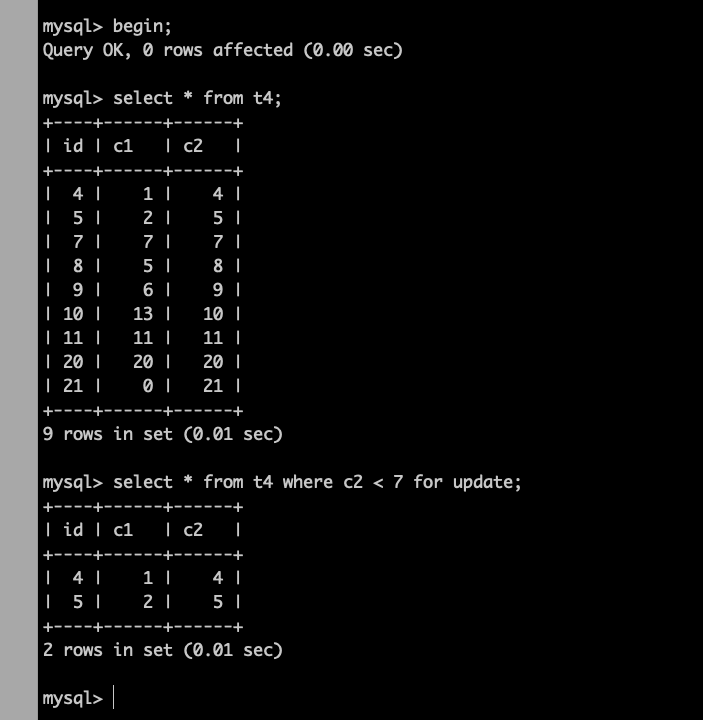 mysql> begin;
Query OK, 0 rows affected (0.00 sec)
mysql> select * from t4;
+----+------+------+
| id | c1   | c2   |
+----+------+------+
|  4 |    1 |    4 |
|  5 |    2 |    5 |
|  7 |    7 |    7 |
|  8 |    5 |    8 |
|  9 |    6 |    9 |
| 10 |   13 |   10 |
| 11 |   11 |   11 |
| 20 |   20 |   20 |
| 21 |    0 |   21 |
+----+------+------+
9 rows in set (0.01 sec)
mysql> select * from t4 where c2 < 7 for update;
+----+------+------+
| id | c1   | c2   |
+----+------+------+
|  4 |    1 |    4 |
|  5 |    2 |    5 |
+----+------+------+
2 rows in set (0.01 sec)
mysql>